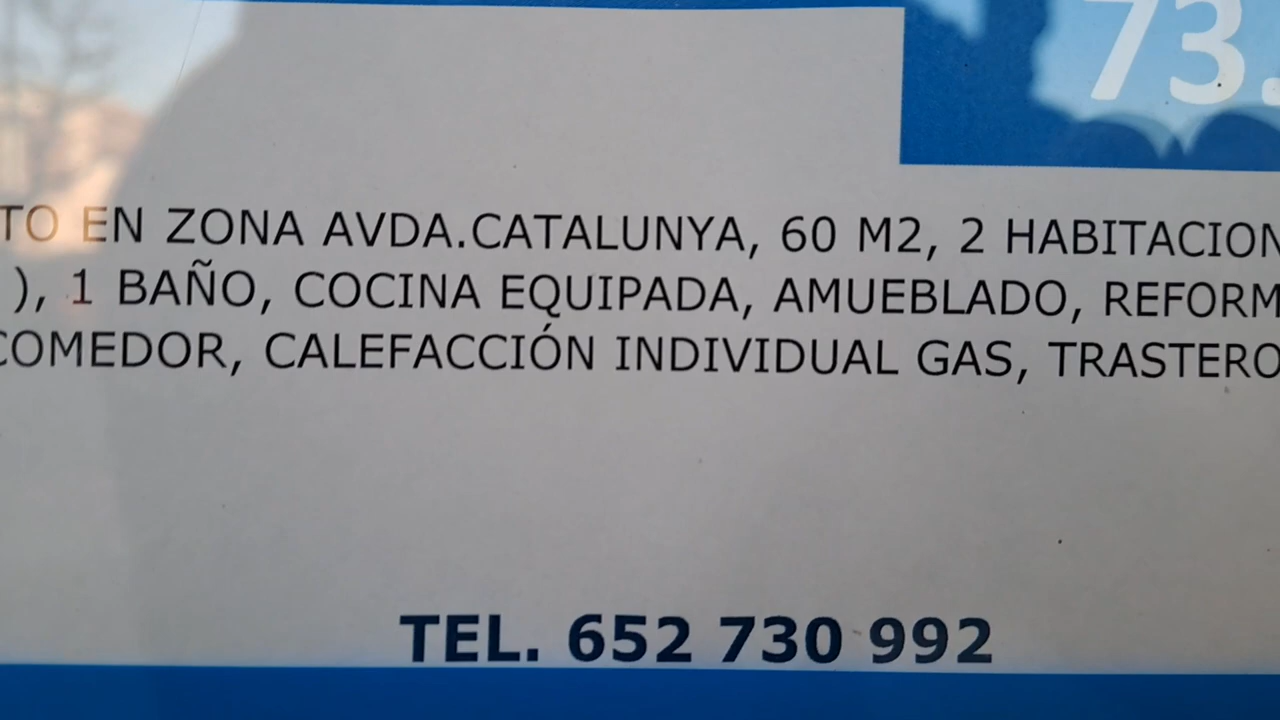 73.
TO EN ZONA AVDA.CATALUNYA, 60 M2, 2 HABITACION
), 1 BAÑO, COCINA EQUIPADA, AMUEBLADO, REFORM
COMEDOR, CALEFACCIÓN INDIVIDUAL GAS, TRASTERO
TEL. 652 730 992